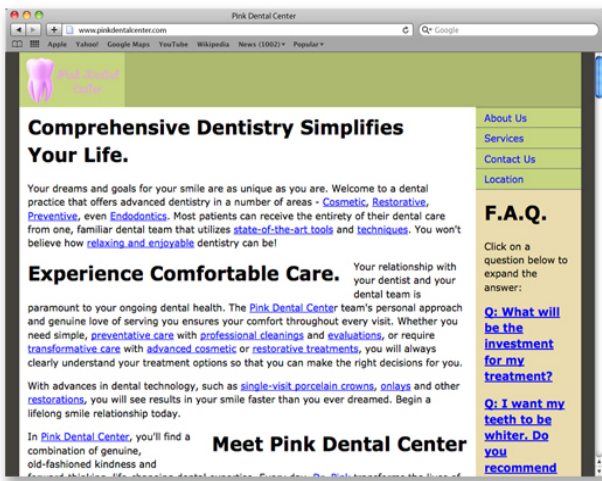 Pink Dental Center
www.pinkdentalcenter.com
Google
Apple Yahoo! Google Maps YouTube Wikipedia News (1002) Popular
Pink Dental
Center
Comprehensive Dentistry Simplifies
Your Life.
Your dreams and goals for your smile are as unique as you are. Welcome to a dental
practice that offers advanced dentistry in a number of areas - Cosmetic, Restorative,
Preventive, even Endodontics. Most patients can receive the entirety of their dental care
from one, familiar dental team that utilizes state-of-the-art tools and techniques. You won't
believe how relaxing and enjoyable dentistry can be!
Experience Comfortable Care.
Your relationship with
your dentist and your
dental team is
paramount to your ongoing dental health. The Pink Dental Center team's personal approach
and genuine love of serving you ensures your comfort throughout every visit. Whether you
need simple, preventative care with professional cleanings and evaluations, or require
transformative care with advanced cosmetic or restorative treatments, you will always
clearly understand your treatment options so that you can make the right decisions for you.
With advances in dental technology, such as single-visit porcelain crowns, onlays and other
restorations, you will see results in your smile faster than you ever dreamed. Begin a
lifelong smile relationship today.
In Pink Dental Center, you'll find a
combination of genuine,
old-fashioned kindness and
Meet Pink Dental Center
About Us
Services
Contact Us
Location
F.A.Q.
Click on a
question below to
expand the
answer:
Q: What will
be the
investment
for my
treatment?
Q: I want my
teeth to be
whiter. Do
you
recommend